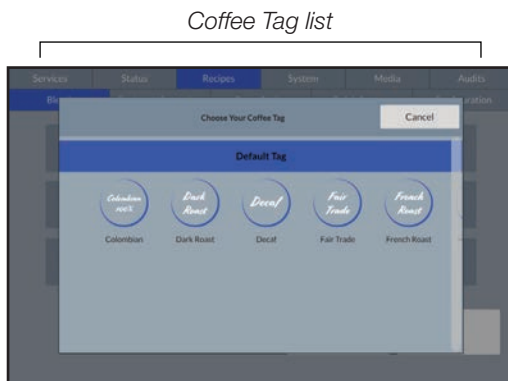 Coffee Tag list
Services Status Recipes System Media Audits
Choose Your Coffee Tag Cancel
Default Tag
Colombian 100% Dark Roast Decaf Fair Trade French Roast
Colombian Dark Roast Decaf Fair Trade French Roast